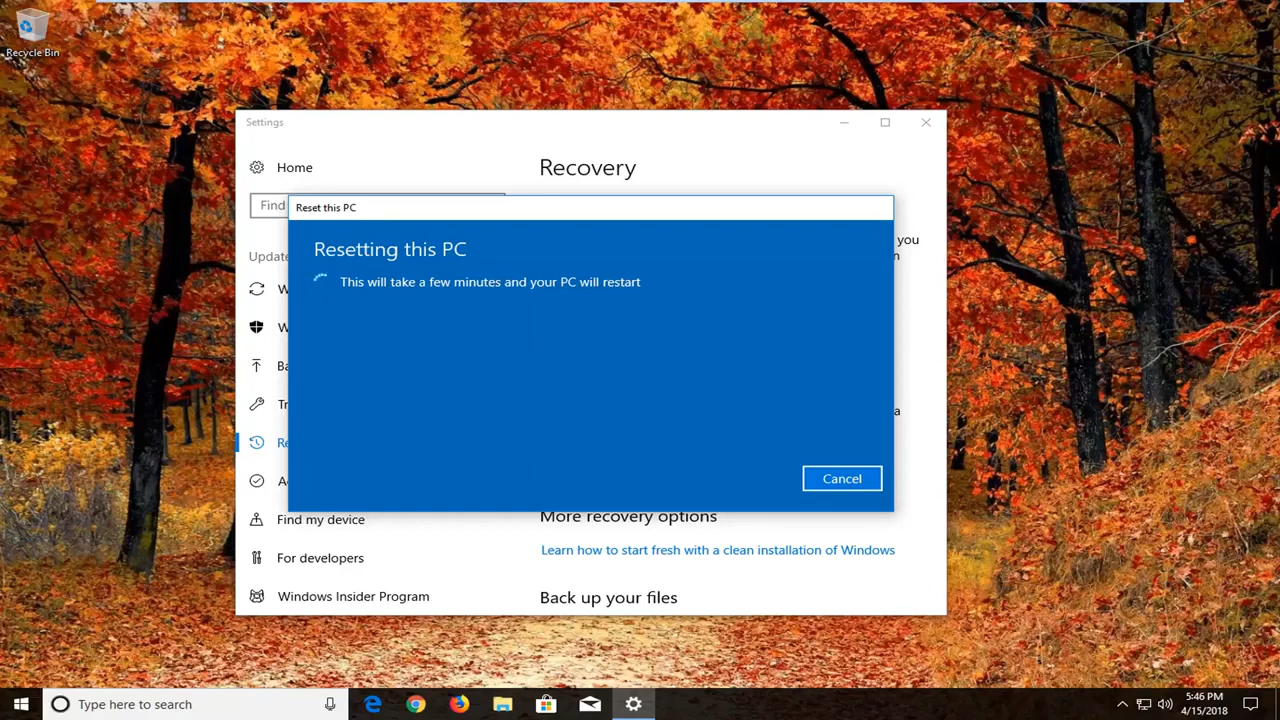 Recycle Bin
Settings
Home
Recovery
Find
Reset this PC
Resetting this PC
This will take a few minutes and your PC will restart
Cancel
you
Update
W
W
Ba
Tr
a
Re
A
More recovery options
Find my device
Learn how to start fresh with a clean installation of Windows
For developers
Back up your files
Windows Insider Program
Type here to search
5:46 PM
4/15/2018